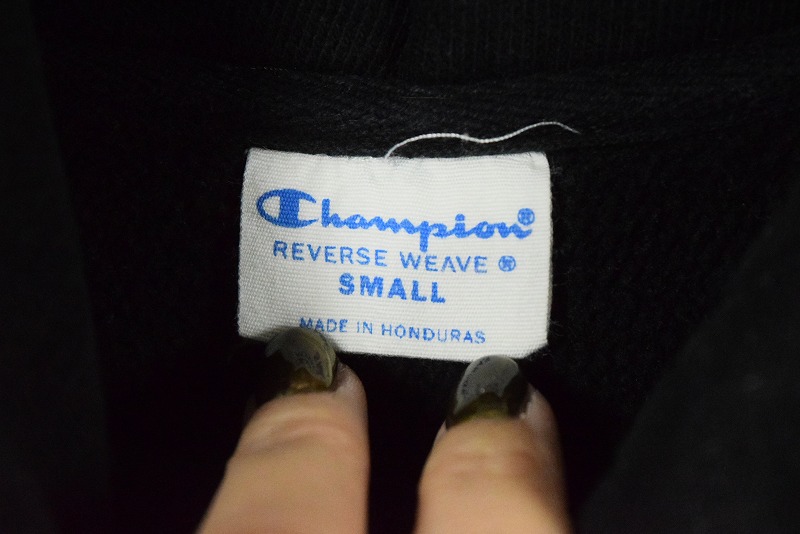 Champion®
REVERSE WEAVE ®
SMALL
MADE IN HONDURAS